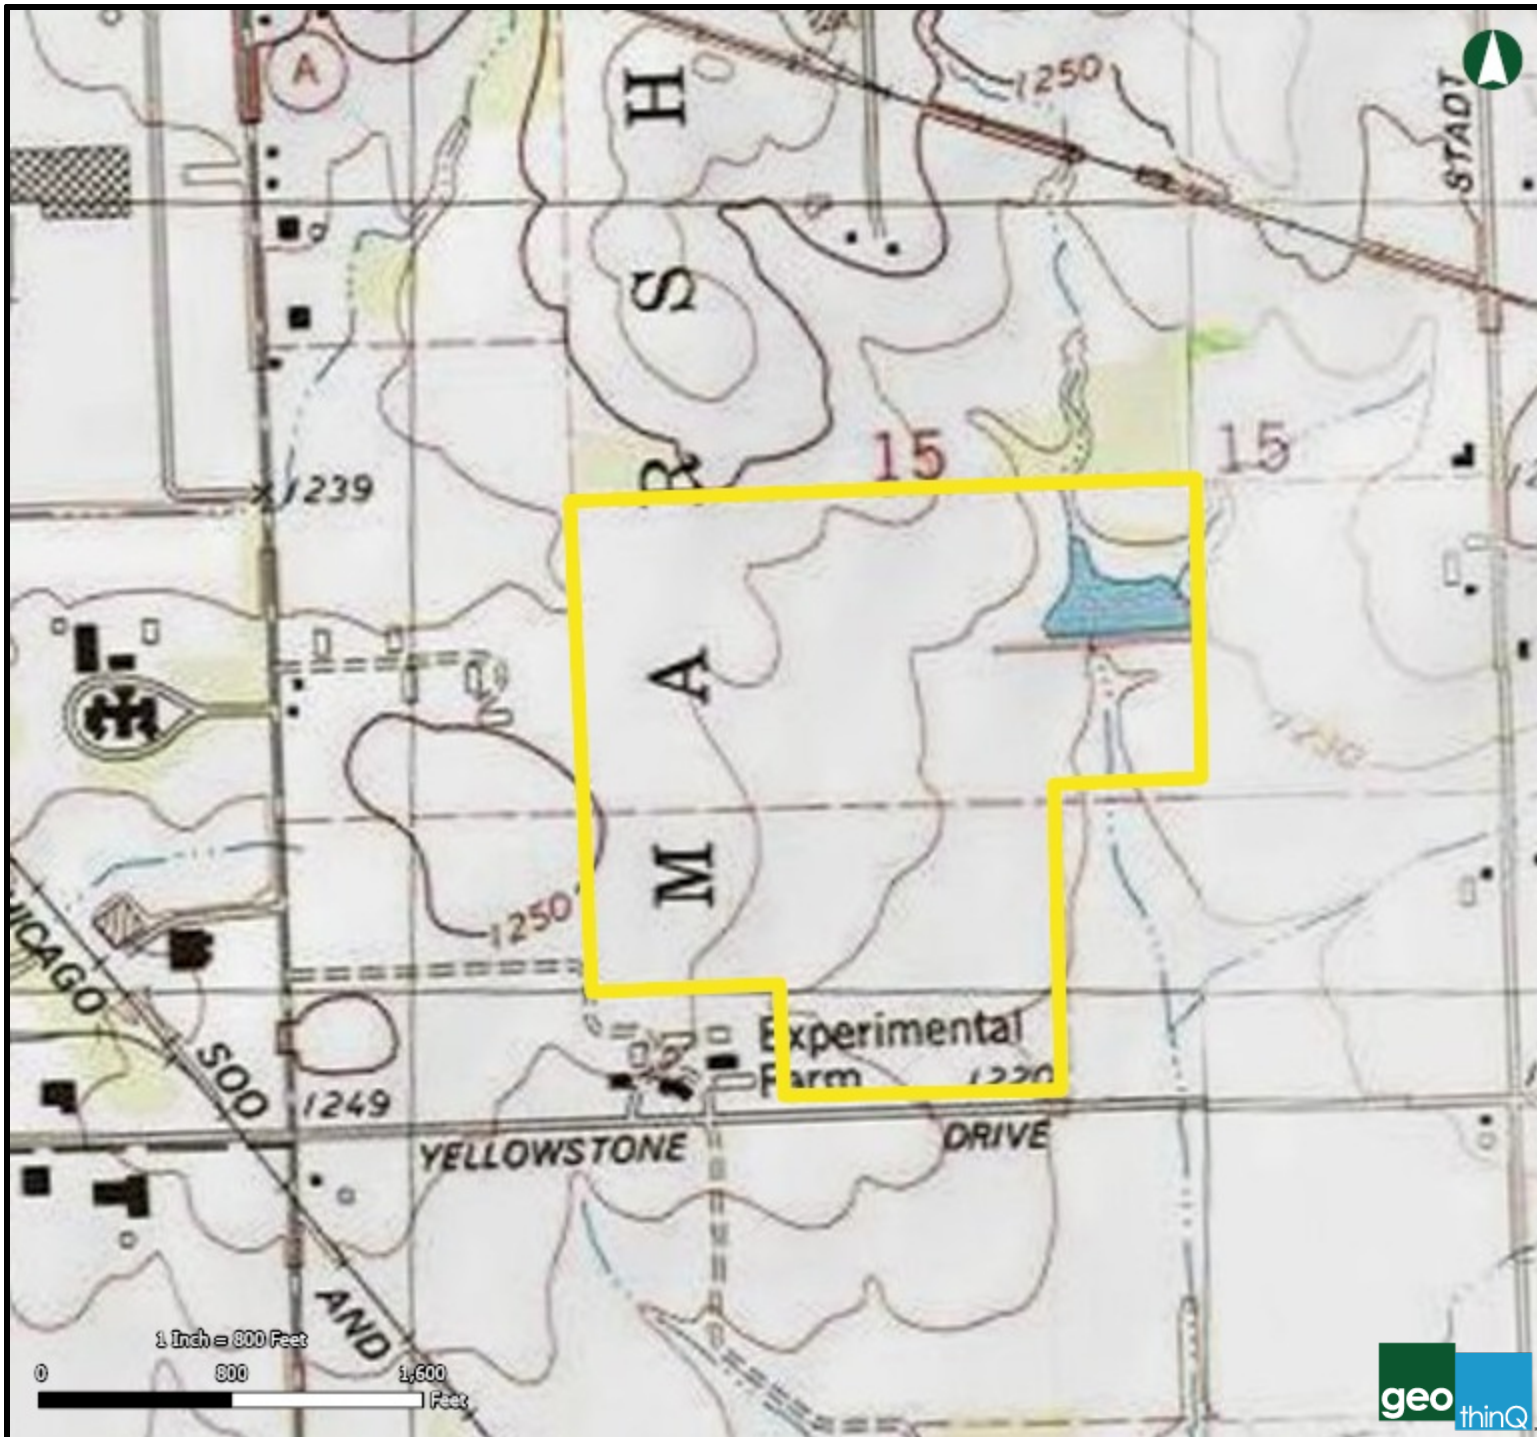 A
H
1250
STADT
S
R
15
15
1239
A
1250
M
1250
CHICAGO
Experimental
Farm
1220
SOO
1249
YELLOWSTONE
DRIVE
AND
1 Inch = 800 Feet
0 800 1,600
Feet
geo
thinQ